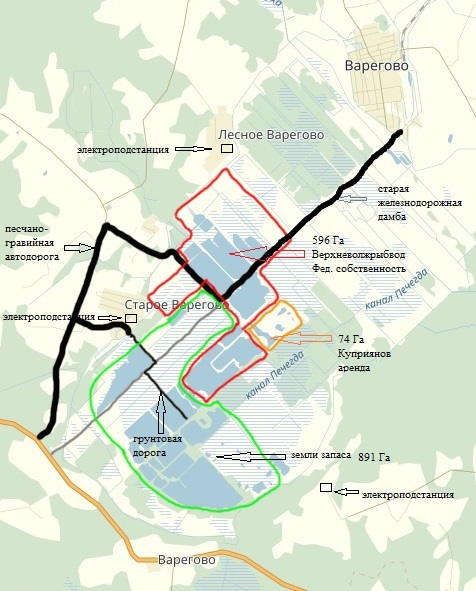 Варегово
Лесное Варегово
электроподстанция
старая
железнодорожная
дамба
песчано-
гравийная
автодорога
596 Га
Верхневолжрыбвод
Фед. собственность
канал Печегда
Старое Варегово
электроподстанция
74 Га
Куприянов
аренда
канал Печегда
грунтовая
дорога
земли запаса 891 Га
электроподстанция
Варегово